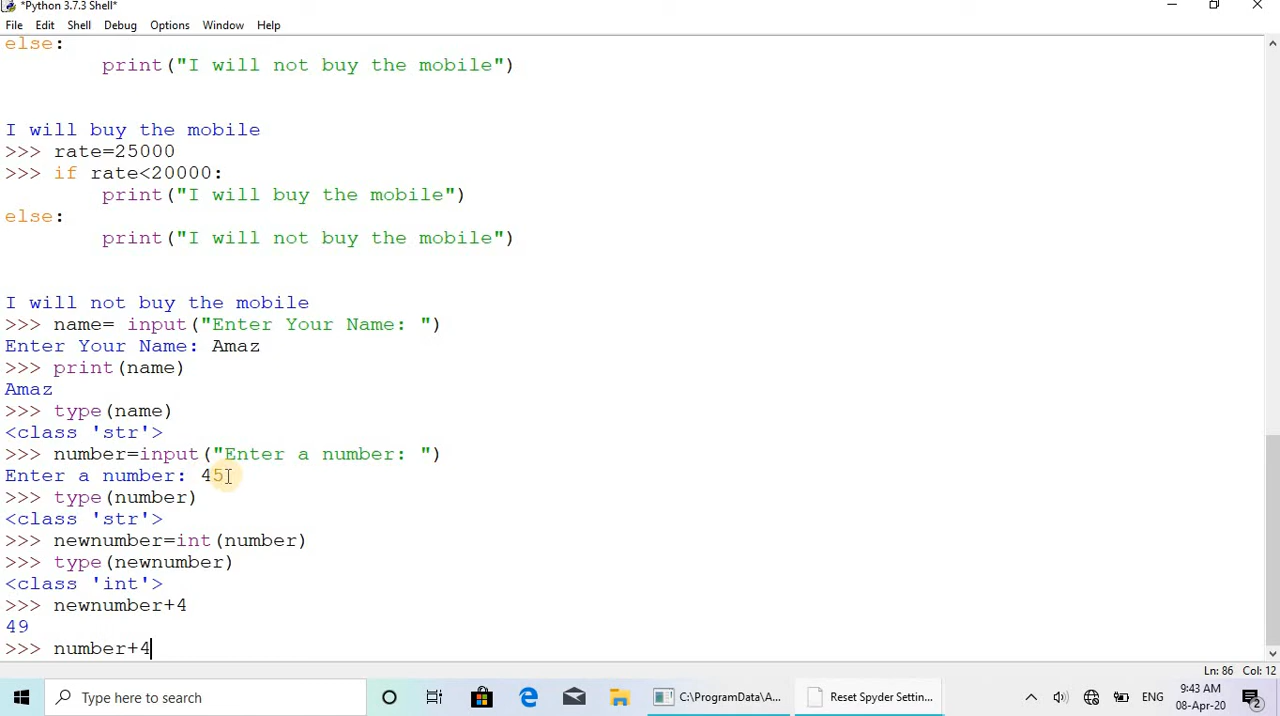 *Python 3.7.3 Shell*
File Edit Shell Debug Options Window Help
else:
print("I will not buy the mobile")
I will buy the mobile
>>> rate=25000
>>> if rate<20000:
print("I will buy the mobile")
else:
print("I will not buy the mobile")
I will not buy the mobile
>>> name= input("Enter Your Name: ")
Enter Your Name: Amaz
>>> print(name)
Amaz
>>> type(name)
<class 'str'>
>>> number=input("Enter a number: ")
Enter a number: 45
>>> type(number)
<class 'str'>
>>> newnumber=int(number)
>>> type(newnumber)
<class 'int'>
>>> newnumber+4
49
>>> number+4
Ln: 86 Col: 12
Type here to search C:\ProgramData\A... Reset Spyder Settin... ENG 9:43 AM
08-Apr-20 2